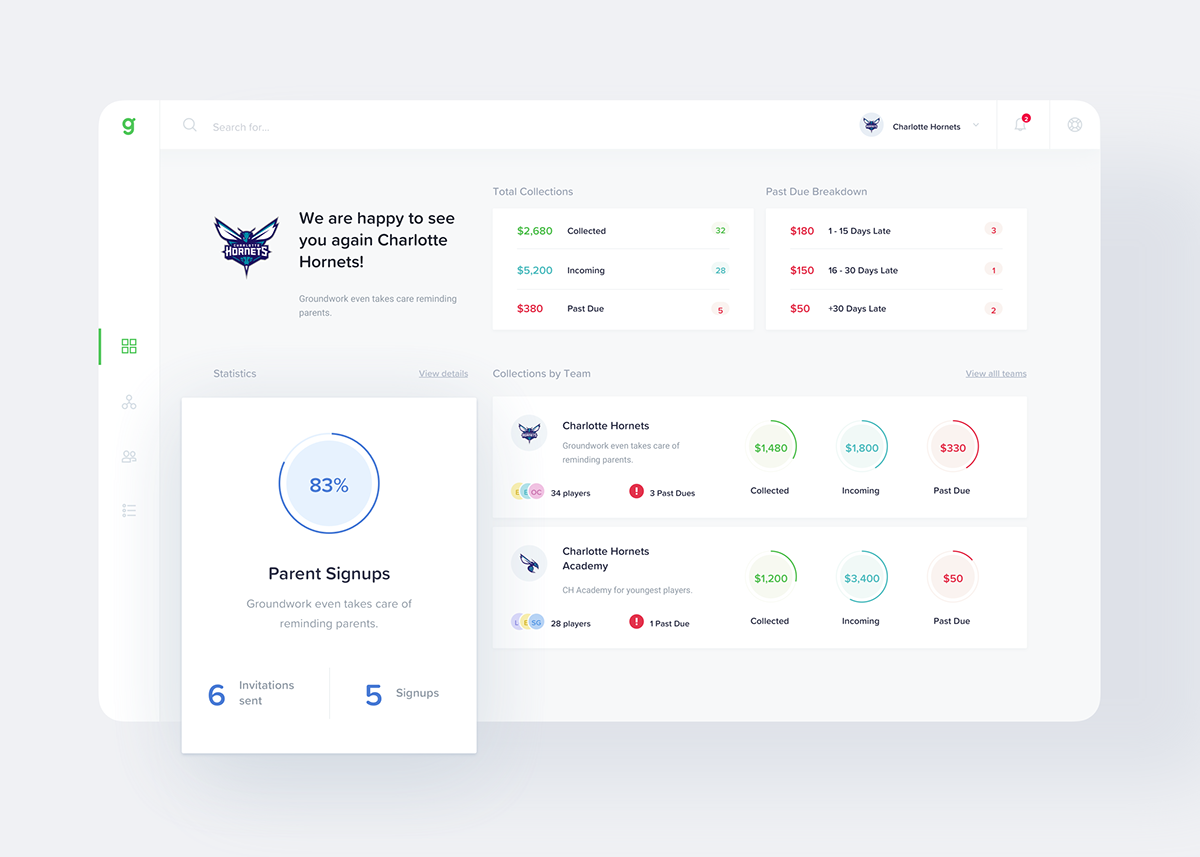 g
Search for...
Charlotte Hornets
2
CHARLOTTE
HORNETS
We are happy to see
you again Charlotte
Hornets!
Groundwork even takes care reminding
parents.
Total Collections
$2,680 Collected 32
$5,200 Incoming 28
$380 Past Due 5
Past Due Breakdown
$180 1 - 15 Days Late 3
$150 16 - 30 Days Late 1
$50 +30 Days Late 2
Statistics
View details
83%
Parent Signups
Groundwork even takes care of
reminding parents.
6 Invitations
sent
5 Signups
Collections by Team
View alll teams
Charlotte Hornets
Groundwork even takes care of
reminding parents.
E E OC 34 players
! 3 Past Dues
$1,480 $1,800 $330
Collected Incoming Past Due
Charlotte Hornets
Academy
CH Academy for youngest players.
L E SG 28 players
! 1 Past Due
$1,200 $3,400 $50
Collected Incoming Past Due